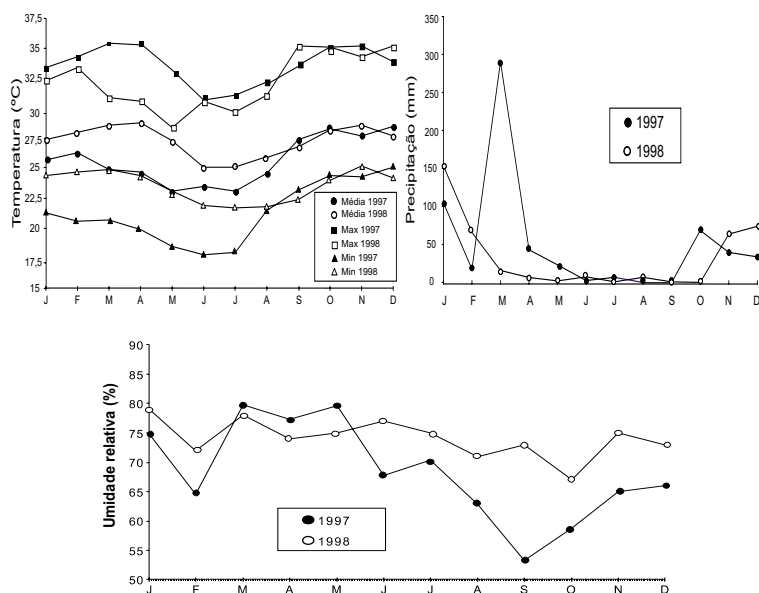 Temperatura (ºC)
37,5
35
32,5
30
27,5
25
22,5
20
17,5
15
J F M A M J J A S O N D
Média 1997
Média 1998
Max 1997
Max 1998
Min 1997
Min 1998
Precipitação (mm)
350
300
250
200
150
100
50
0
J F M A M J J A S O N D
1997
1998
Umidade relativa (%)
90
85
80
75
70
65
60
55
50
J F M A M J J A S O N D
1997
1998